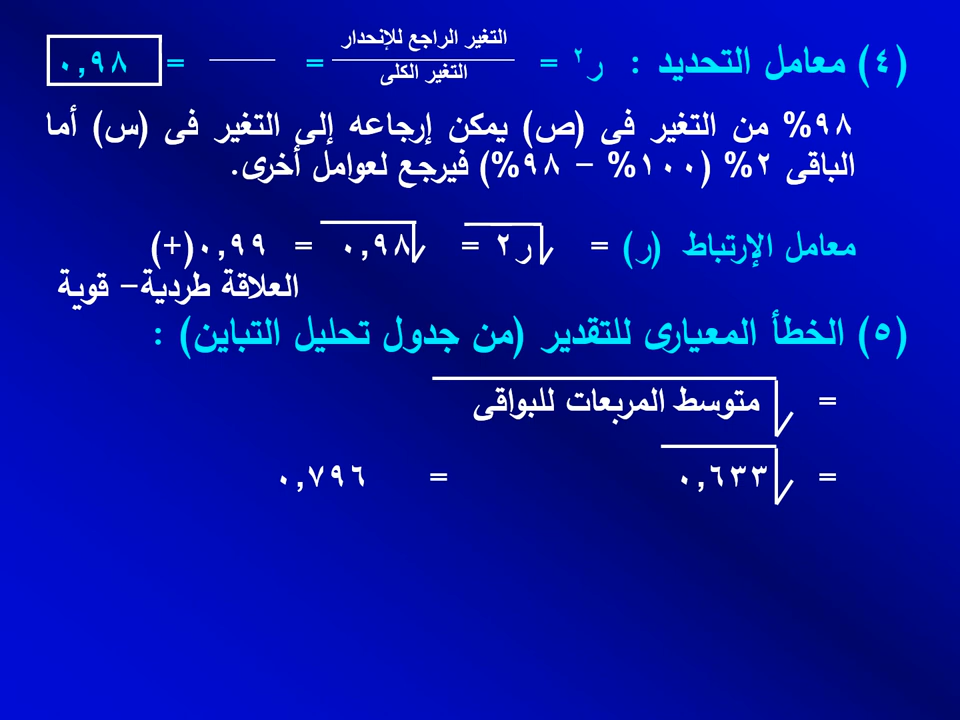 (٤) معامل التحديد : ر٢ = التغير الراجع للإنحدار / التغير الكلى = ــــــ = ٠,٩٨
٩٨% من التغير فى (ص) يمكن إرجاعه إلى التغير فى (س) أما
الباقى ٢% (١٠٠% – ٩٨%) فيرجع لعوامل أخرى.
معامل الإرتباط (ر) = √ر٢ = √٠,٩٨ = ٠,٩٩(+)
العلاقة طردية– قوية
(٥) الخطأ المعيارى للتقدير (من جدول تحليل التباين) :
= √متوسط المربعات للبواقى
= √٠,٦٣٣ = ٠,٧٩٦